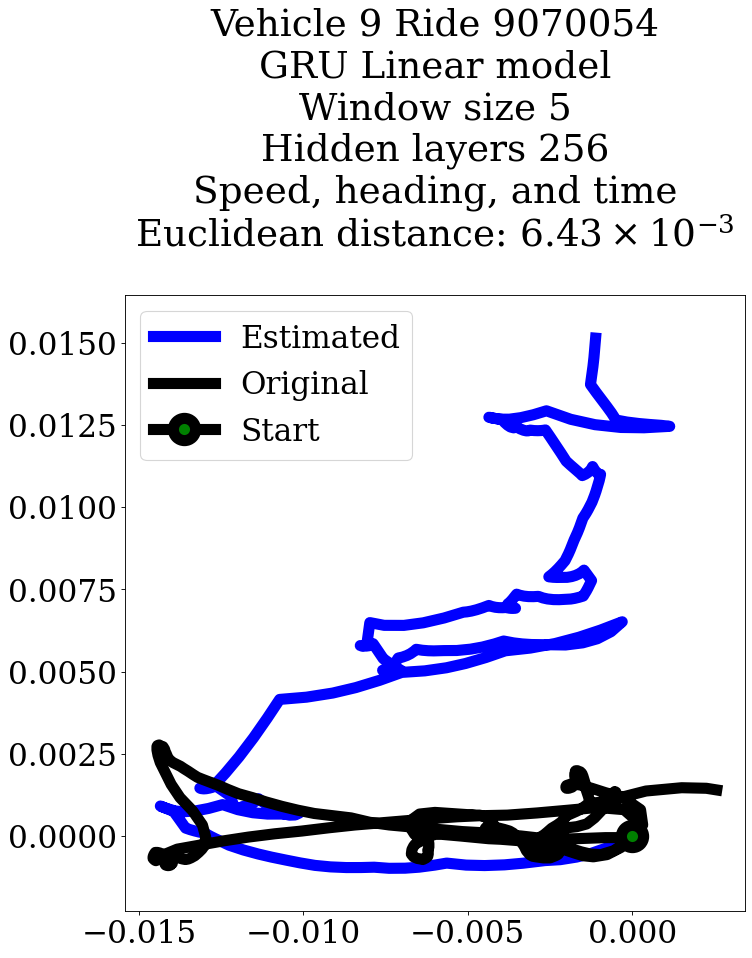 Vehicle 9 Ride 9070054
GRU Linear model
Window size 5
Hidden layers 256
Speed, heading, and time
Euclidean distance: 6.43 × 10⁻³
Estimated
Original
Start
0.0150
0.0125
0.0100
0.0075
0.0050
0.0025
0.0000
−0.015 −0.010 −0.005 0.000